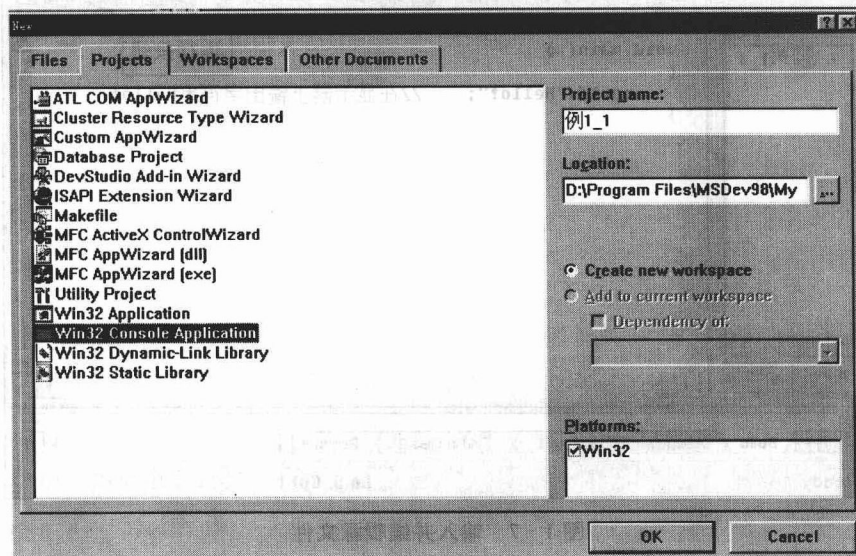 New
Files Projects Workspaces Other Documents
ATL COM AppWizard
Cluster Resource Type Wizard
Custom AppWizard
Database Project
DevStudio Add-in Wizard
ISAPI Extension Wizard
Makefile
MFC ActiveX ControlWizard
MFC AppWizard (dll)
MFC AppWizard (exe)
Utility Project
Win32 Application
Win32 Console Application
Win32 Dynamic-Link Library
Win32 Static Library
Project name:
例1_1
Location:
D:\Program Files\MSDev98\My
...
Create new workspace
Add to current workspace
Dependency of:
Platforms:
Win32
OK Cancel